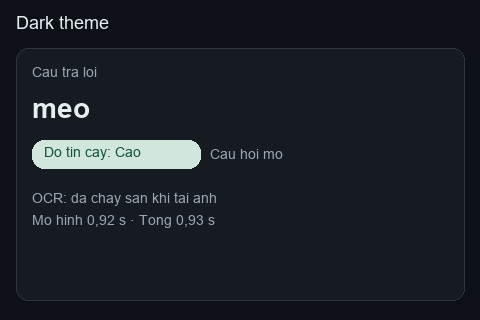 Dark theme
Cau tra loi
meo
Do tin cay: Cao
Cau hoi mo
OCR: da chay san khi tai anh
Mo hinh 0,92 s · Tong 0,93 s